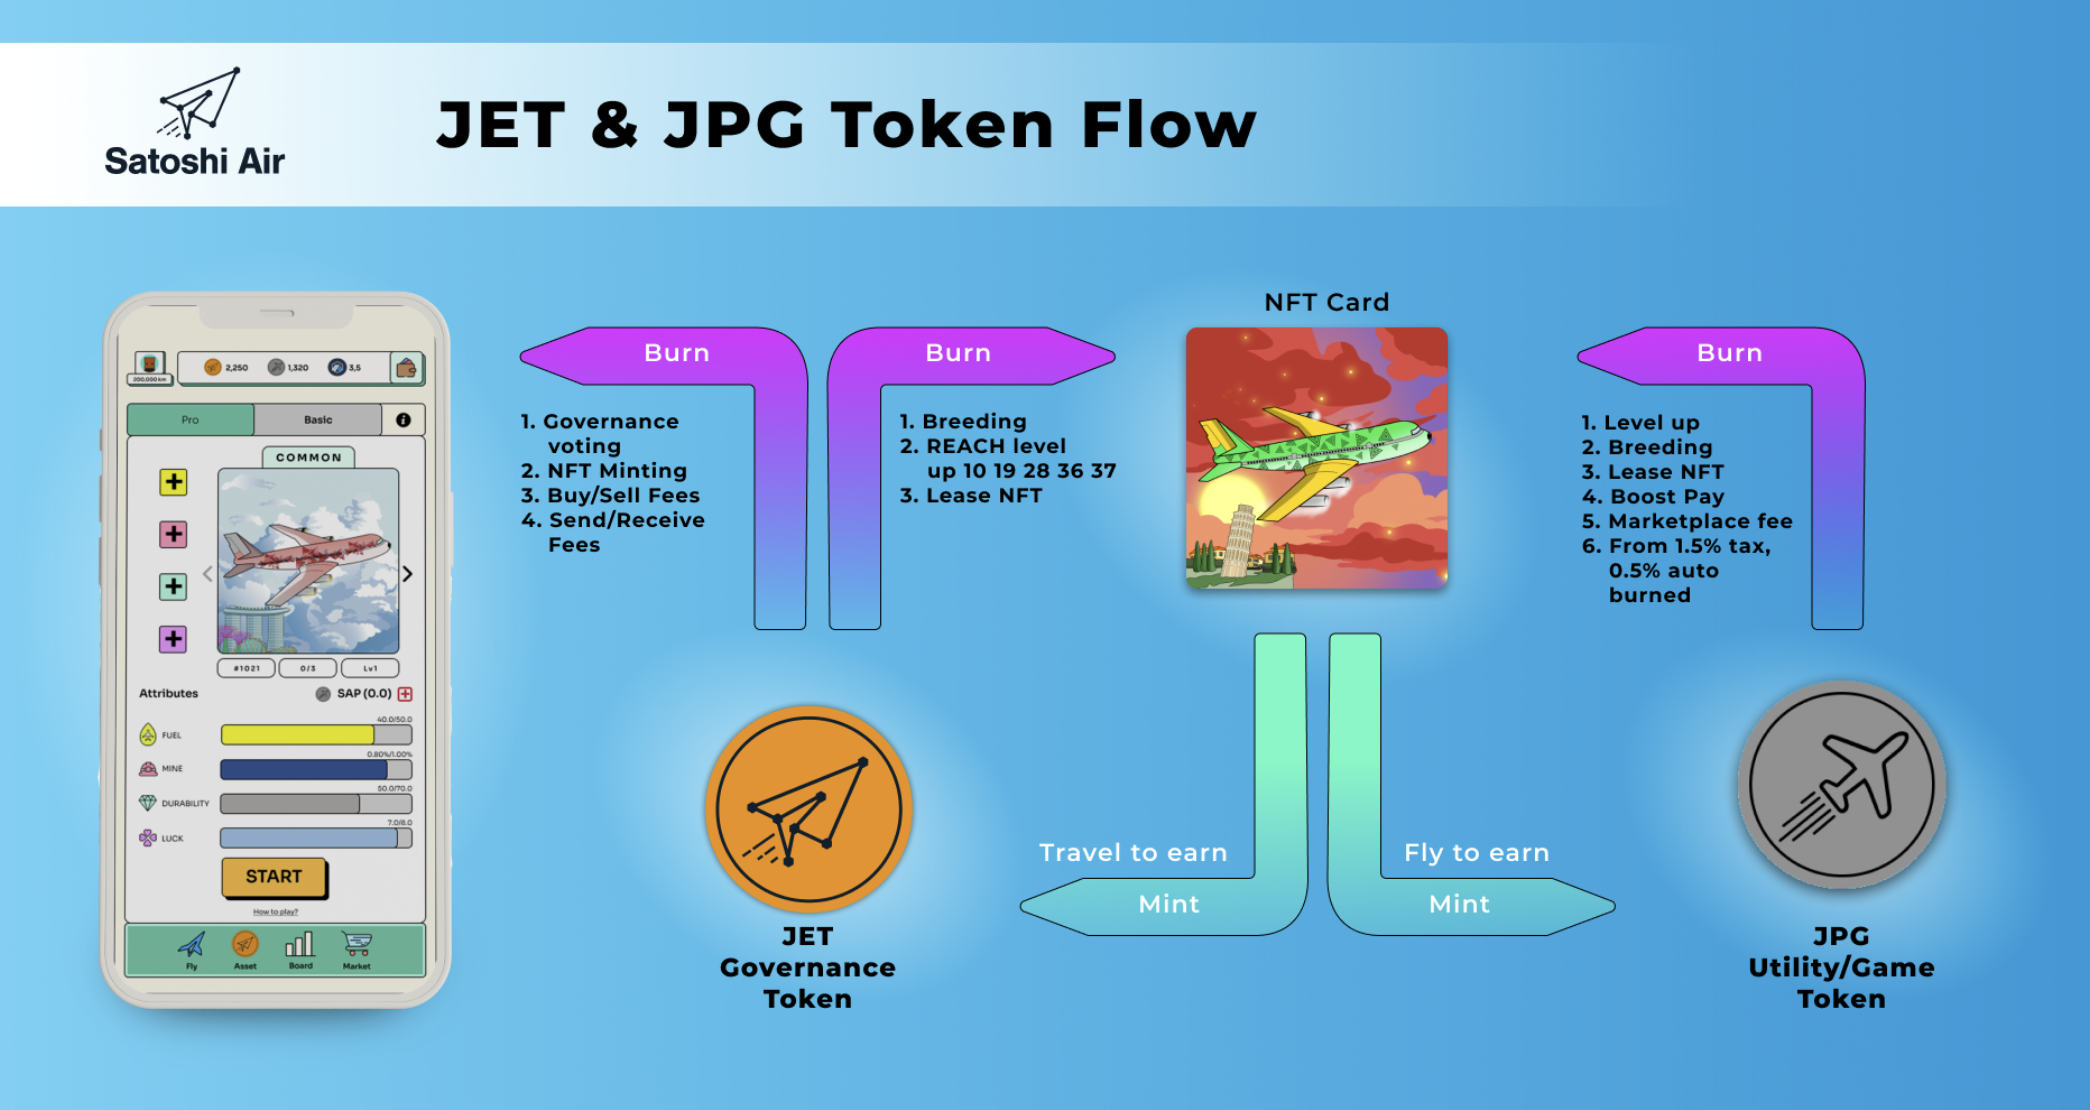 Satoshi Air
JET & JPG Token Flow
200,000 km
2,250
1,320
3,5
Pro
Basic
i
COMMON
#1021
0/3
Lv1
Attributes
SAP (0.0)
40.0/50.0
FUEL
0.80%/1.00%
MINE
50.0/70.0
DURABILITY
7.0/8.0
LUCK
START
How to play?
Fly
Asset
Board
Market
Burn
1. Governance
voting
2. NFT Minting
3. Buy/Sell Fees
4. Send/Receive
Fees
Burn
1. Breeding
2. REACH level
up 10 19 28 36 37
3. Lease NFT
NFT Card
Burn
1. Level up
2. Breeding
3. Lease NFT
4. Boost Pay
5. Marketplace fee
6. From 1.5% tax,
0.5% auto
burned
Travel to earn
Mint
Fly to earn
Mint
JET
Governance
Token
JPG
Utility/Game
Token